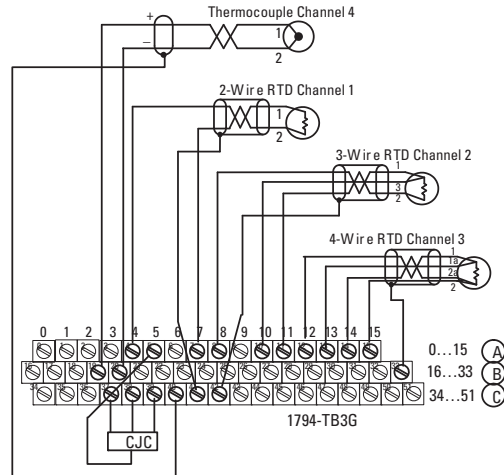 Thermocouple Channel 4
+
1
−
2
2-Wire RTD Channel 1
1
2
3-Wire RTD Channel 2
1
3
2
4-Wire RTD Channel 3
1
1a
2a
2
0 1 2 3 4 5 6 7 8 9 10 11 12 13 14 15
0...15 A
16...33 B
34...51 C
1794-TB3G
CJC